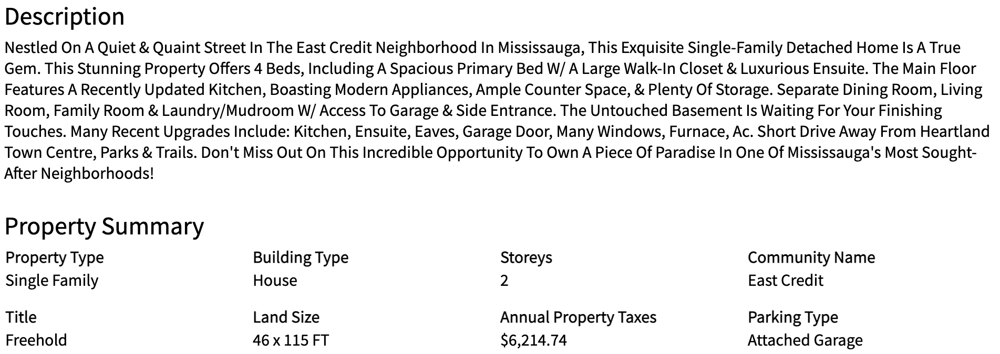 Description
Nestled On A Quiet & Quaint Street In The East Credit Neighborhood In Mississauga, This Exquisite Single-Family Detached Home Is A True
Gem. This Stunning Property Offers 4 Beds, Including A Spacious Primary Bed W/ A Large Walk-In Closet & Luxurious Ensuite. The Main Floor
Features A Recently Updated Kitchen, Boasting Modern Appliances, Ample Counter Space, & Plenty Of Storage. Separate Dining Room, Living
Room, Family Room & Laundry/Mudroom W/ Access To Garage & Side Entrance. The Untouched Basement Is Waiting For Your Finishing
Touches. Many Recent Upgrades Include: Kitchen, Ensuite, Eaves, Garage Door, Many Windows, Furnace, Ac. Short Drive Away From Heartland
Town Centre, Parks & Trails. Don't Miss Out On This Incredible Opportunity To Own A Piece Of Paradise In One Of Mississauga's Most Sought-
After Neighborhoods!
Property Summary
Property Type Building Type Storeys Community Name
Single Family House 2 East Credit
Title Land Size Annual Property Taxes Parking Type
Freehold 46 x 115 FT $6,214.74 Attached Garage